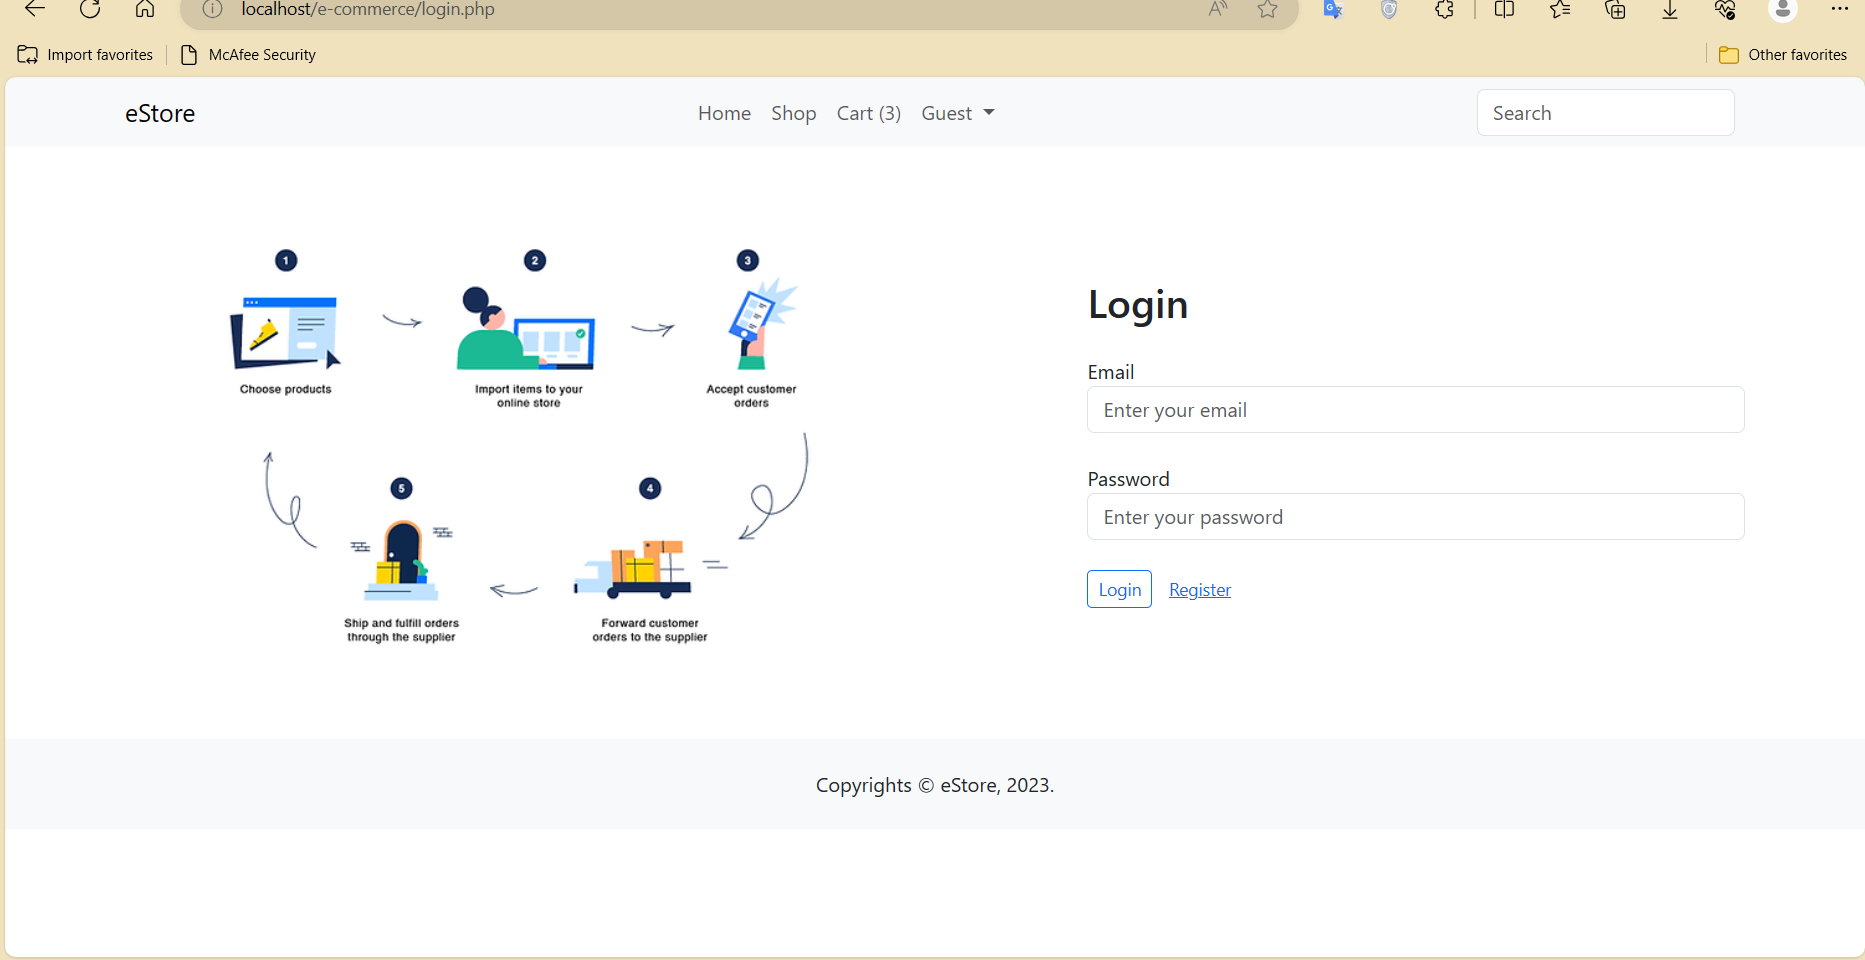 localhost/e-commerce/login.php
Import favorites
McAfee Security
Other favorites
eStore
Home
Shop
Cart (3)
Guest
Search
1
2
3
Choose products
Import items to your
online store
Accept customer
orders
5
4
Ship and fulfill orders
through the supplier
Forward customer
orders to the supplier
Login
Email
Enter your email
Password
Enter your password
Login
Register
Copyrights © eStore, 2023.